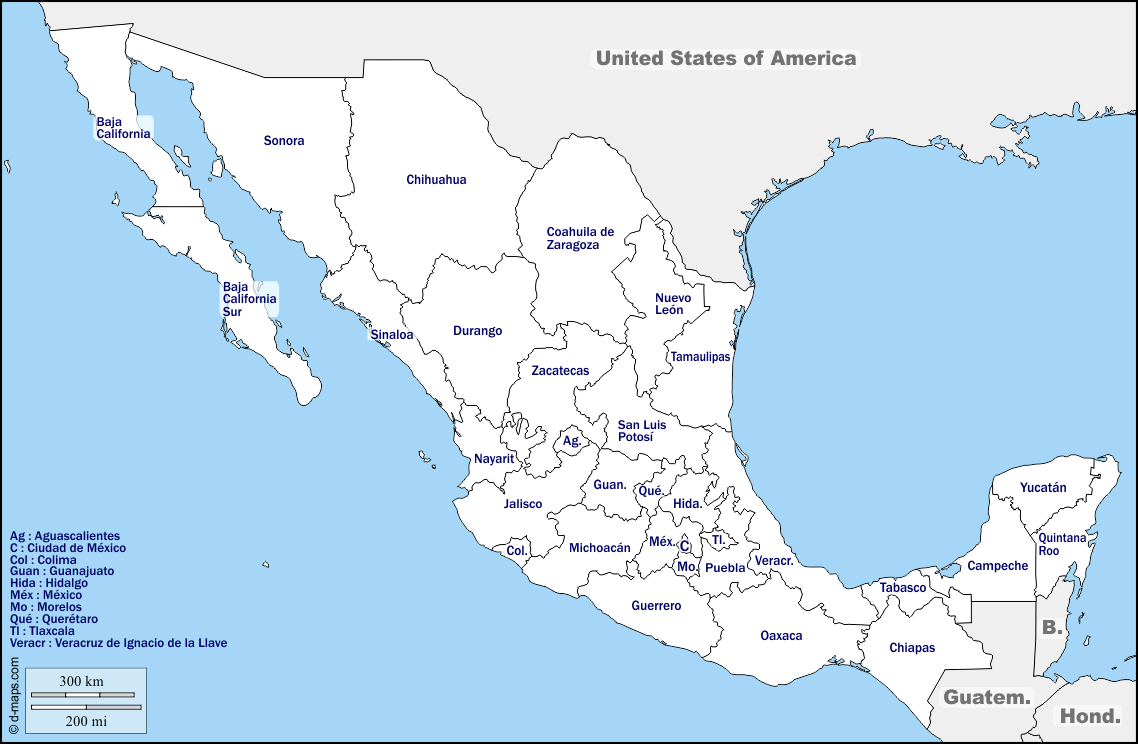 United States of America
Baja
California
Sonora
Chihuahua
Coahuila de
Zaragoza
Baja
California
Sur
Nuevo
León
Sinaloa
Durango
Tamaulipas
Zacatecas
San Luis
Potosí
Ag.
Nayarit
Guan.
Qué.
Hida.
Jalisco
Yucatán
Col.
Michoacán
Méx.
C
Tl.
Mo.
Puebla
Veracr.
Quintana
Roo
Campeche
Tabasco
Guerrero
Oaxaca
Chiapas
B.
Guatem.
Hond.
Ag : Aguascalientes
C : Ciudad de México
Col : Colima
Guan : Guanajuato
Hida : Hidalgo
Méx : México
Mo : Morelos
Qué : Querétaro
Tl : Tlaxcala
Veracr : Veracruz de Ignacio de la Llave
300 km
200 mi
© d-maps.com